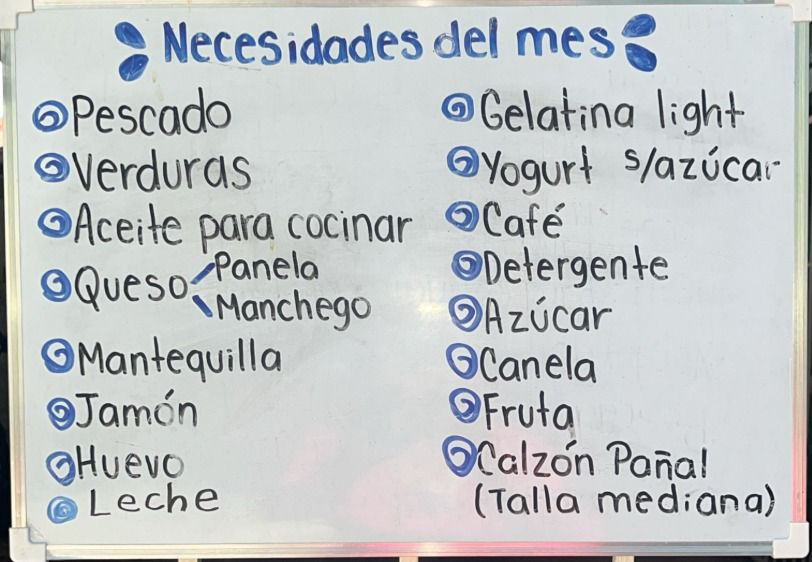 Necesidades del mes
Pescado
Verduras
Aceite para cocinar
Queso Panela
Manchego
Mantequilla
Jamón
Huevo
Leche
Gelatina light
Yogurt s/azúcar
Café
Detergente
Azúcar
Canela
Fruta
Calzón Pañal
(Talla mediana)